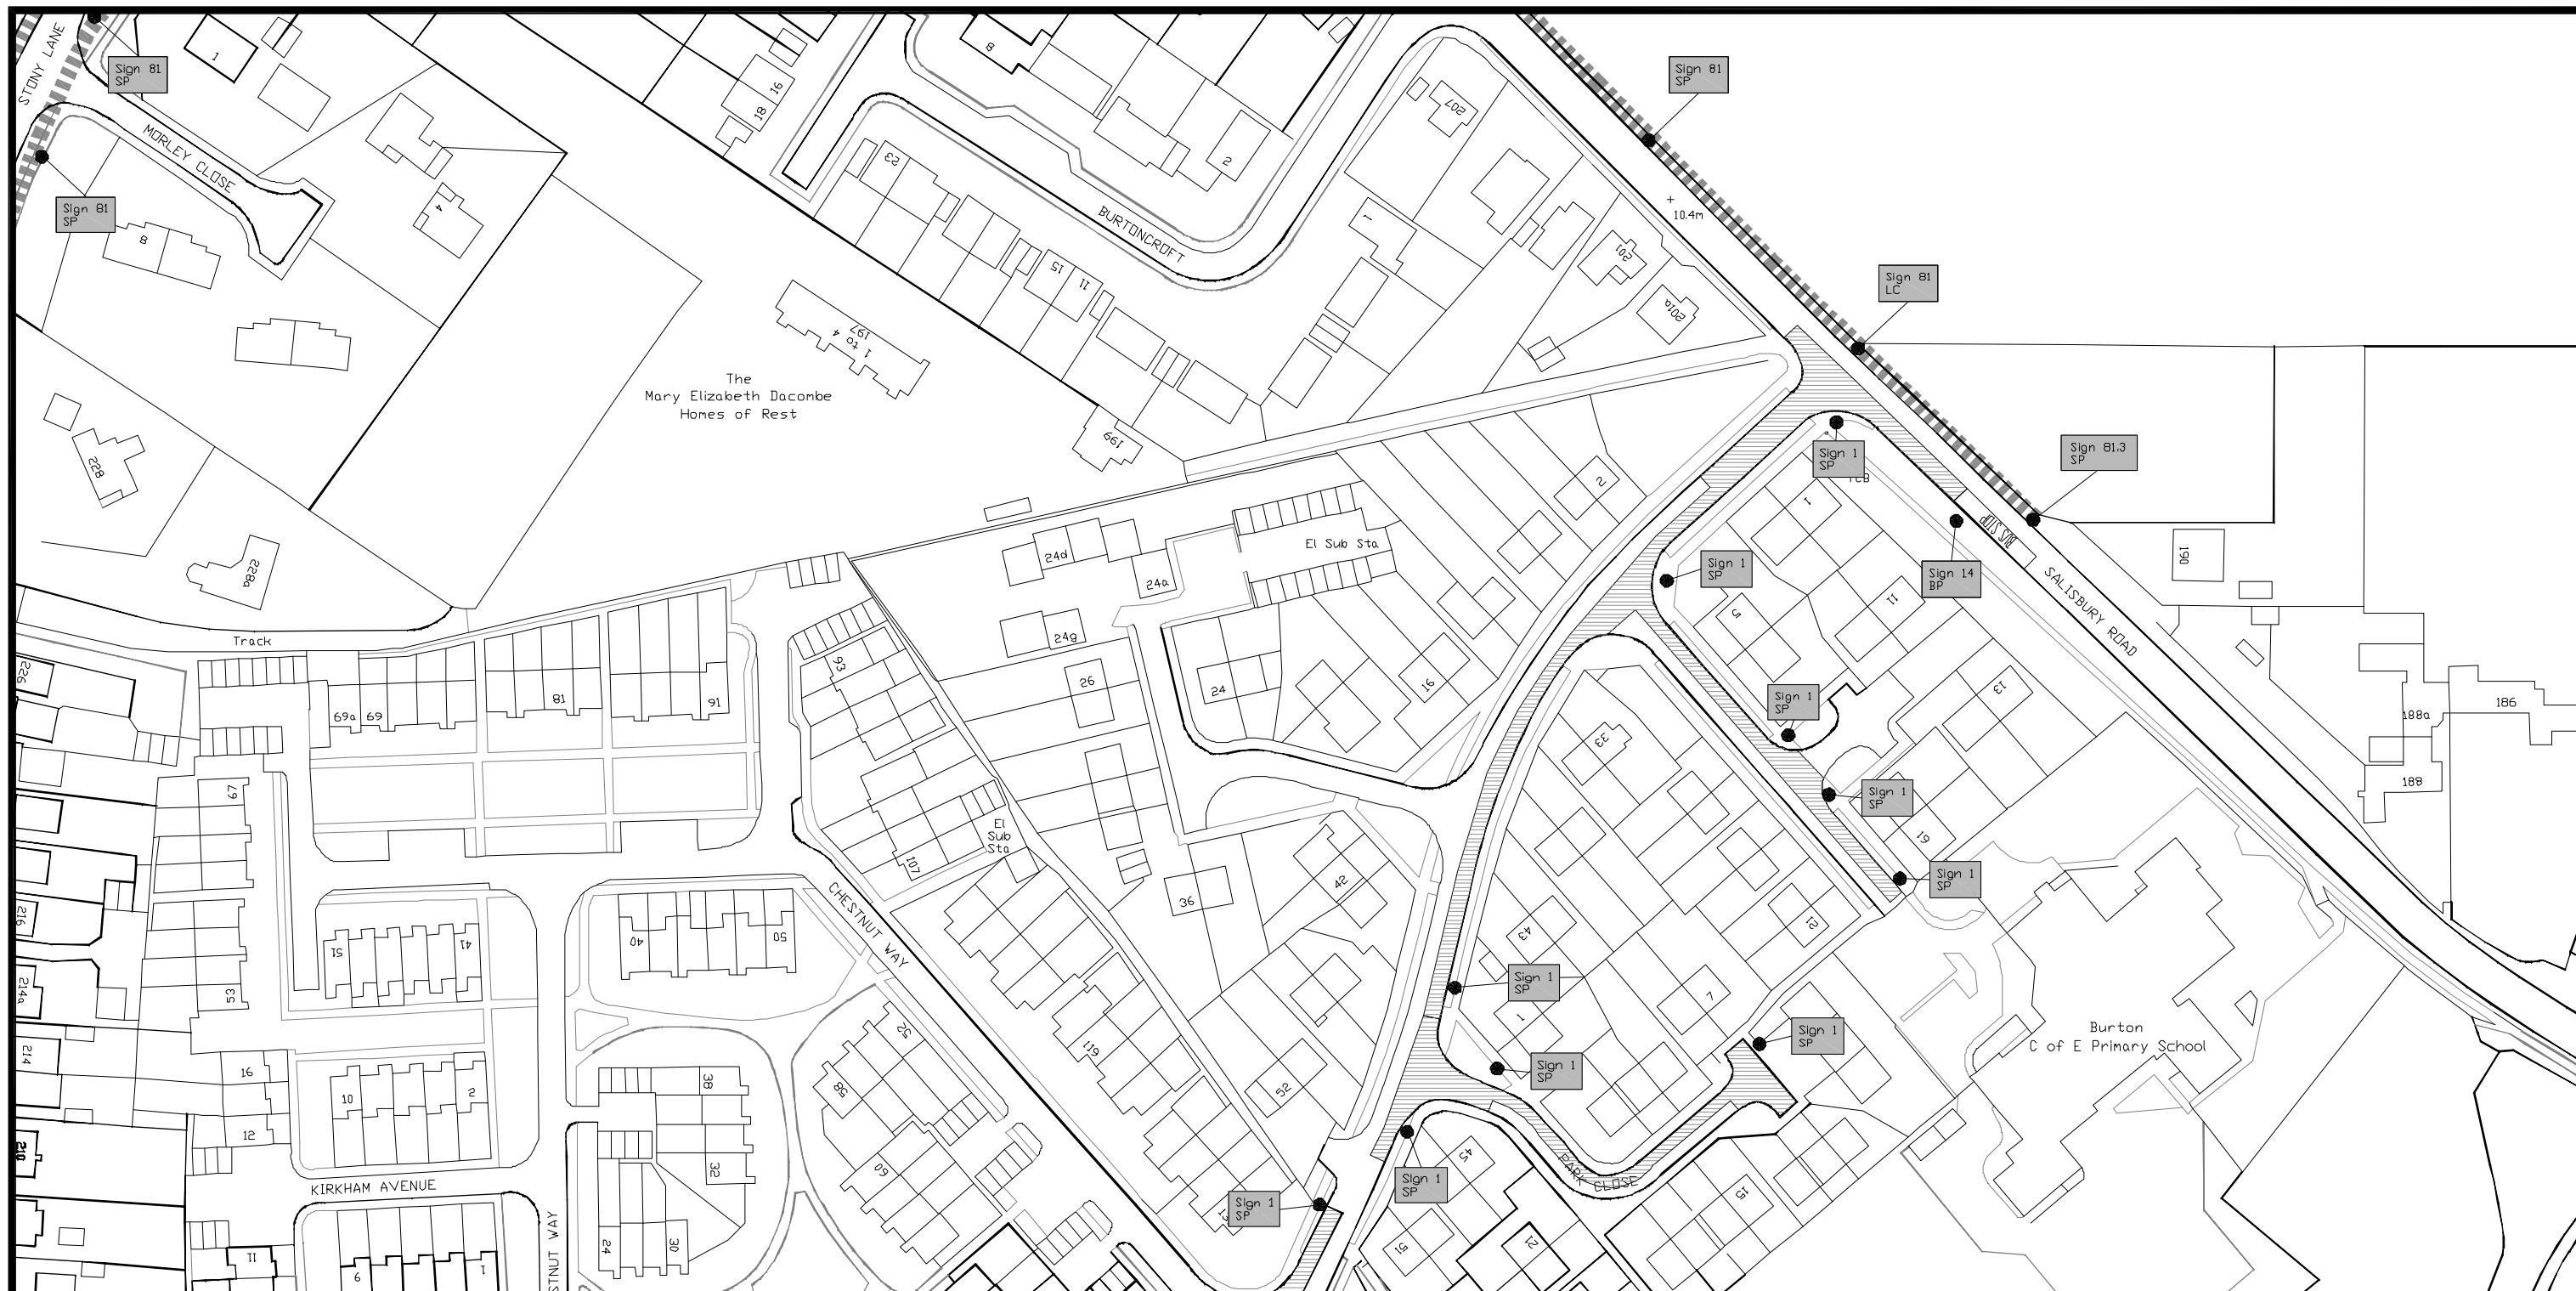 STONY LANE
Sign 81
SP
1
MORLEY CLOSE
Sign 81
SP
8
4
16
18
8
2
23
BURTONCROFT
15
11
207
1
201
201a
Sign 81
SP
+
10.4m
Sign 81
LC
Sign 81.3
SP
1 to 4
197
The
Mary Elizabeth Dacombe
Homes of Rest
199
228
228a
Track
226
69a
69
81
91
93
24d
24a
24g
El Sub Sta
24
26
16
2
Sign 1
SP
TCB
1
Sign 1
SP
5
11
Sign 14
BP
BUS STOP
SALISBURY ROAD
190
188a
186
188
13
Sign 1
SP
33
Sign 1
SP
19
Sign 1
SP
67
107
El
Sub
Sta
36
42
43
21
CHESTNUT WAY
216
51
41
40
50
53
214a
214
Sign 1
SP
1
7
Sign 1
SP
Sign 1
SP
Burton
C of E Primary School
52
58
119
52
16
10
2
12
38
32
60
210
KIRKHAM AVENUE
45
Sign 1
SP
Sign 1
SP
PARK CLOSE
15
51
21
11
9
1
24
30
STNUT WAY